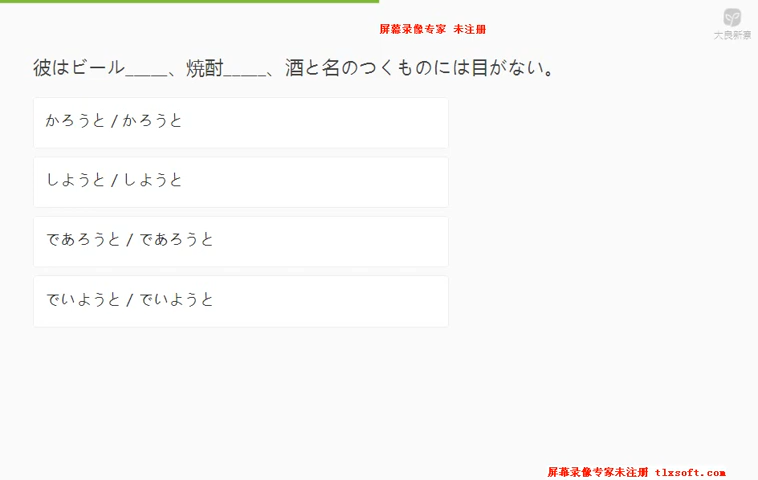 屏幕录像专家 未注册
彼はビール_____、焼酎_____、酒と名のつくものには目がない。
かろうと / かろうと
しようと / しようと
であろうと / であろうと
でいようと / でいようと
屏幕录像专家未注册 tlxsoft.com